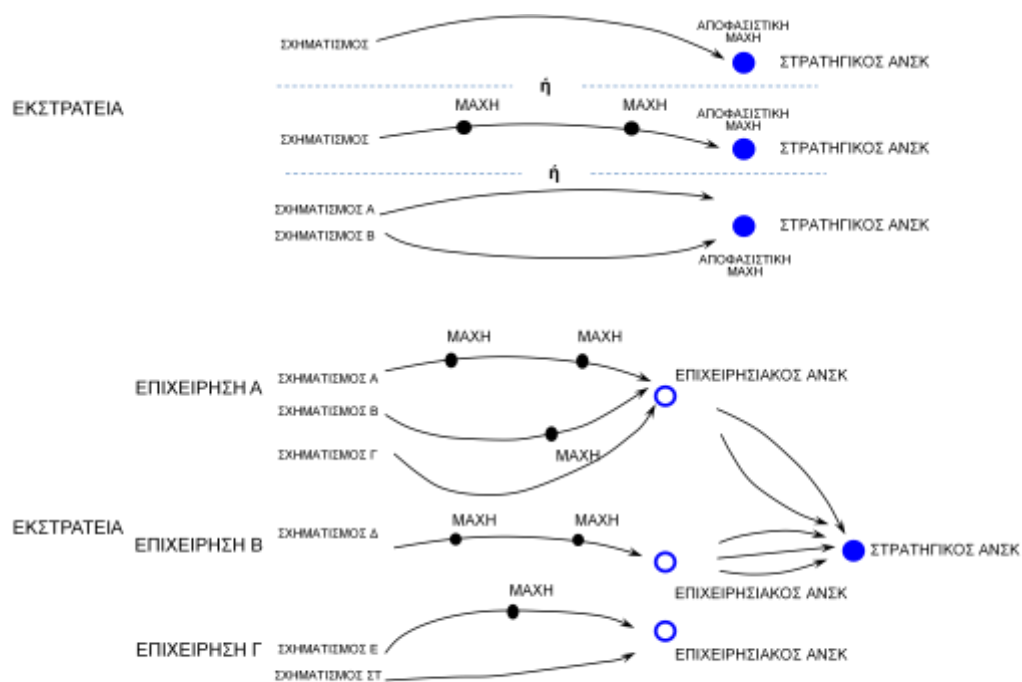 ΑΠΟΦΑΣΙΣΤΙΚΗ
ΜΑΧΗ
ΣΧΗΜΑΤΙΣΜΟΣ
ΣΤΡΑΤΗΓΙΚΟΣ ΑΝΣΚ
ή
ΕΚΣΤΡΑΤΕΙΑ
ΜΑΧΗ
ΜΑΧΗ
ΑΠΟΦΑΣΙΣΤΙΚΗ
ΜΑΧΗ
ΣΧΗΜΑΤΙΣΜΟΣ
ΣΤΡΑΤΗΓΙΚΟΣ ΑΝΣΚ
ή
ΣΧΗΜΑΤΙΣΜΟΣ Α
ΣΧΗΜΑΤΙΣΜΟΣ Β
ΣΤΡΑΤΗΓΙΚΟΣ ΑΝΣΚ
ΑΠΟΦΑΣΙΣΤΙΚΗ
ΜΑΧΗ
ΜΑΧΗ
ΜΑΧΗ
ΕΠΙΧΕΙΡΗΣΗ Α
ΣΧΗΜΑΤΙΣΜΟΣ Α
ΕΠΙΧΕΙΡΗΣΙΑΚΟΣ ΑΝΣΚ
ΣΧΗΜΑΤΙΣΜΟΣ Β
ΣΧΗΜΑΤΙΣΜΟΣ Γ
ΜΑΧΗ
ΕΚΣΤΡΑΤΕΙΑ
ΕΠΙΧΕΙΡΗΣΗ Β
ΣΧΗΜΑΤΙΣΜΟΣ Δ
ΜΑΧΗ
ΜΑΧΗ
ΣΤΡΑΤΗΓΙΚΟΣ ΑΝΣΚ
ΕΠΙΧΕΙΡΗΣΙΑΚΟΣ ΑΝΣΚ
ΜΑΧΗ
ΕΠΙΧΕΙΡΗΣΗ Γ
ΣΧΗΜΑΤΙΣΜΟΣ Ε
ΕΠΙΧΕΙΡΗΣΙΑΚΟΣ ΑΝΣΚ
ΣΧΗΜΑΤΙΣΜΟΣ ΣΤ